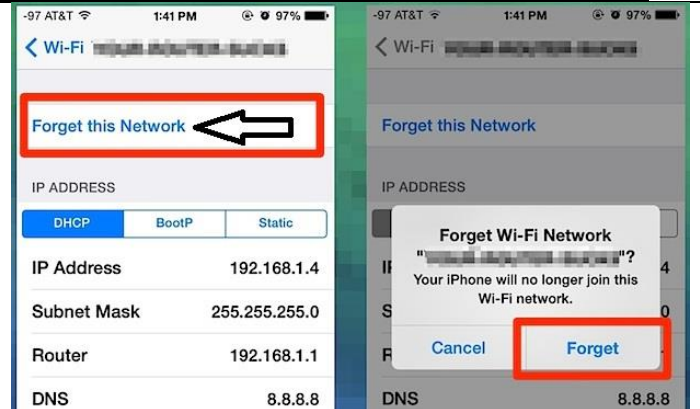 -97 AT&T 1:41 PM 97%
Wi-Fi
Forget this Network
IP ADDRESS
DHCP BootP Static
IP Address 192.168.1.4
Subnet Mask 255.255.255.0
Router 192.168.1.1
DNS 8.8.8.8
-97 AT&T 1:41 PM 97%
Wi-Fi
Forget this Network
IP ADDRESS
Forget Wi-Fi Network
" "?
Your iPhone will no longer join this
Wi-Fi network.
Cancel Forget
DNS 8.8.8.8